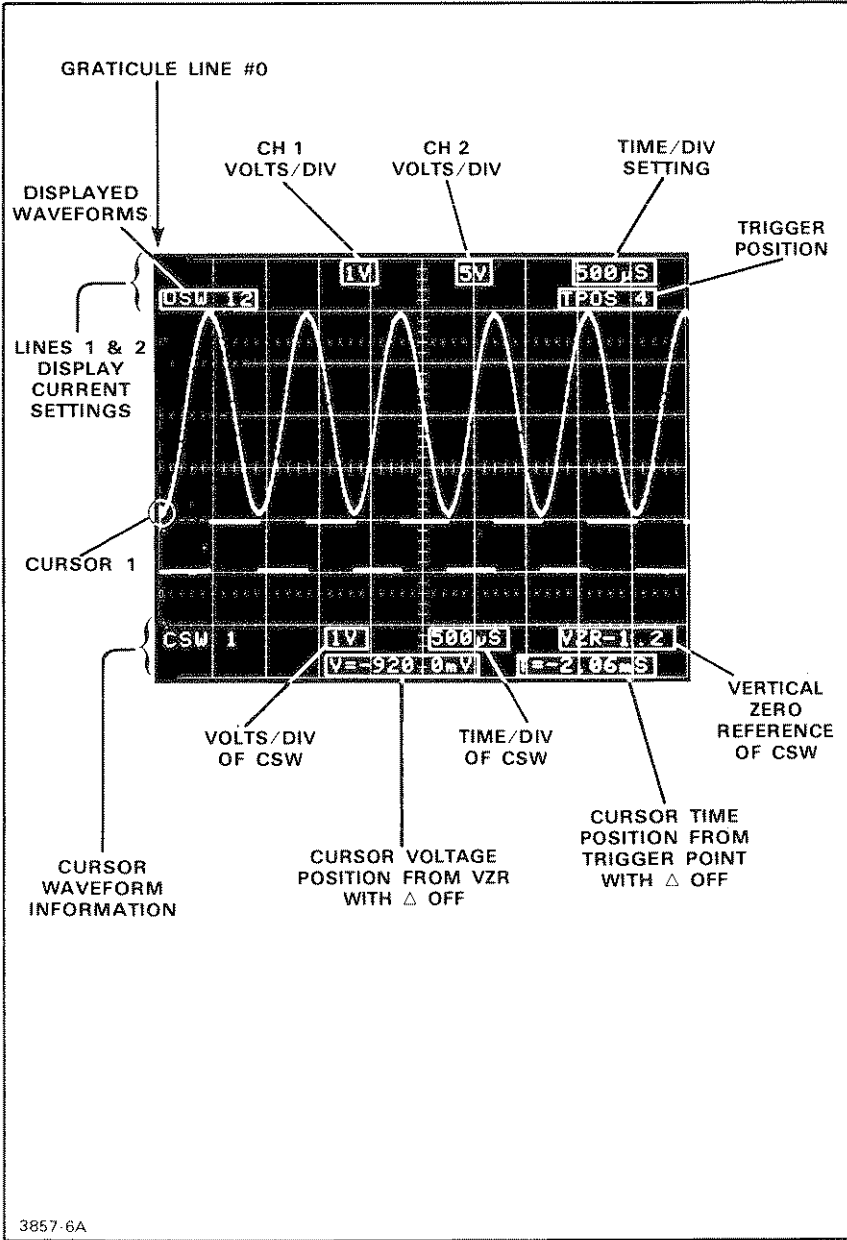 GRATICULE LINE #0
CH 1
VOLTS/DIV
CH 2
VOLTS/DIV
TIME/DIV
SETTING
DISPLAYED
WAVEFORMS
TRIGGER
POSITION
1V
5V
500µS
DSW 12
TPOS 4
LINES 1 & 2
DISPLAY
CURRENT
SETTINGS
CURSOR 1
CSW 1
1V
500µS
VZR-1.2
V=-920.0mV
t=-2.06mS
VOLTS/DIV
OF CSW
TIME/DIV
OF CSW
VERTICAL
ZERO
REFERENCE
OF CSW
CURSOR
WAVEFORM
INFORMATION
CURSOR VOLTAGE
POSITION FROM VZR
WITH △ OFF
CURSOR TIME
POSITION FROM
TRIGGER POINT
WITH △ OFF
3857-6A